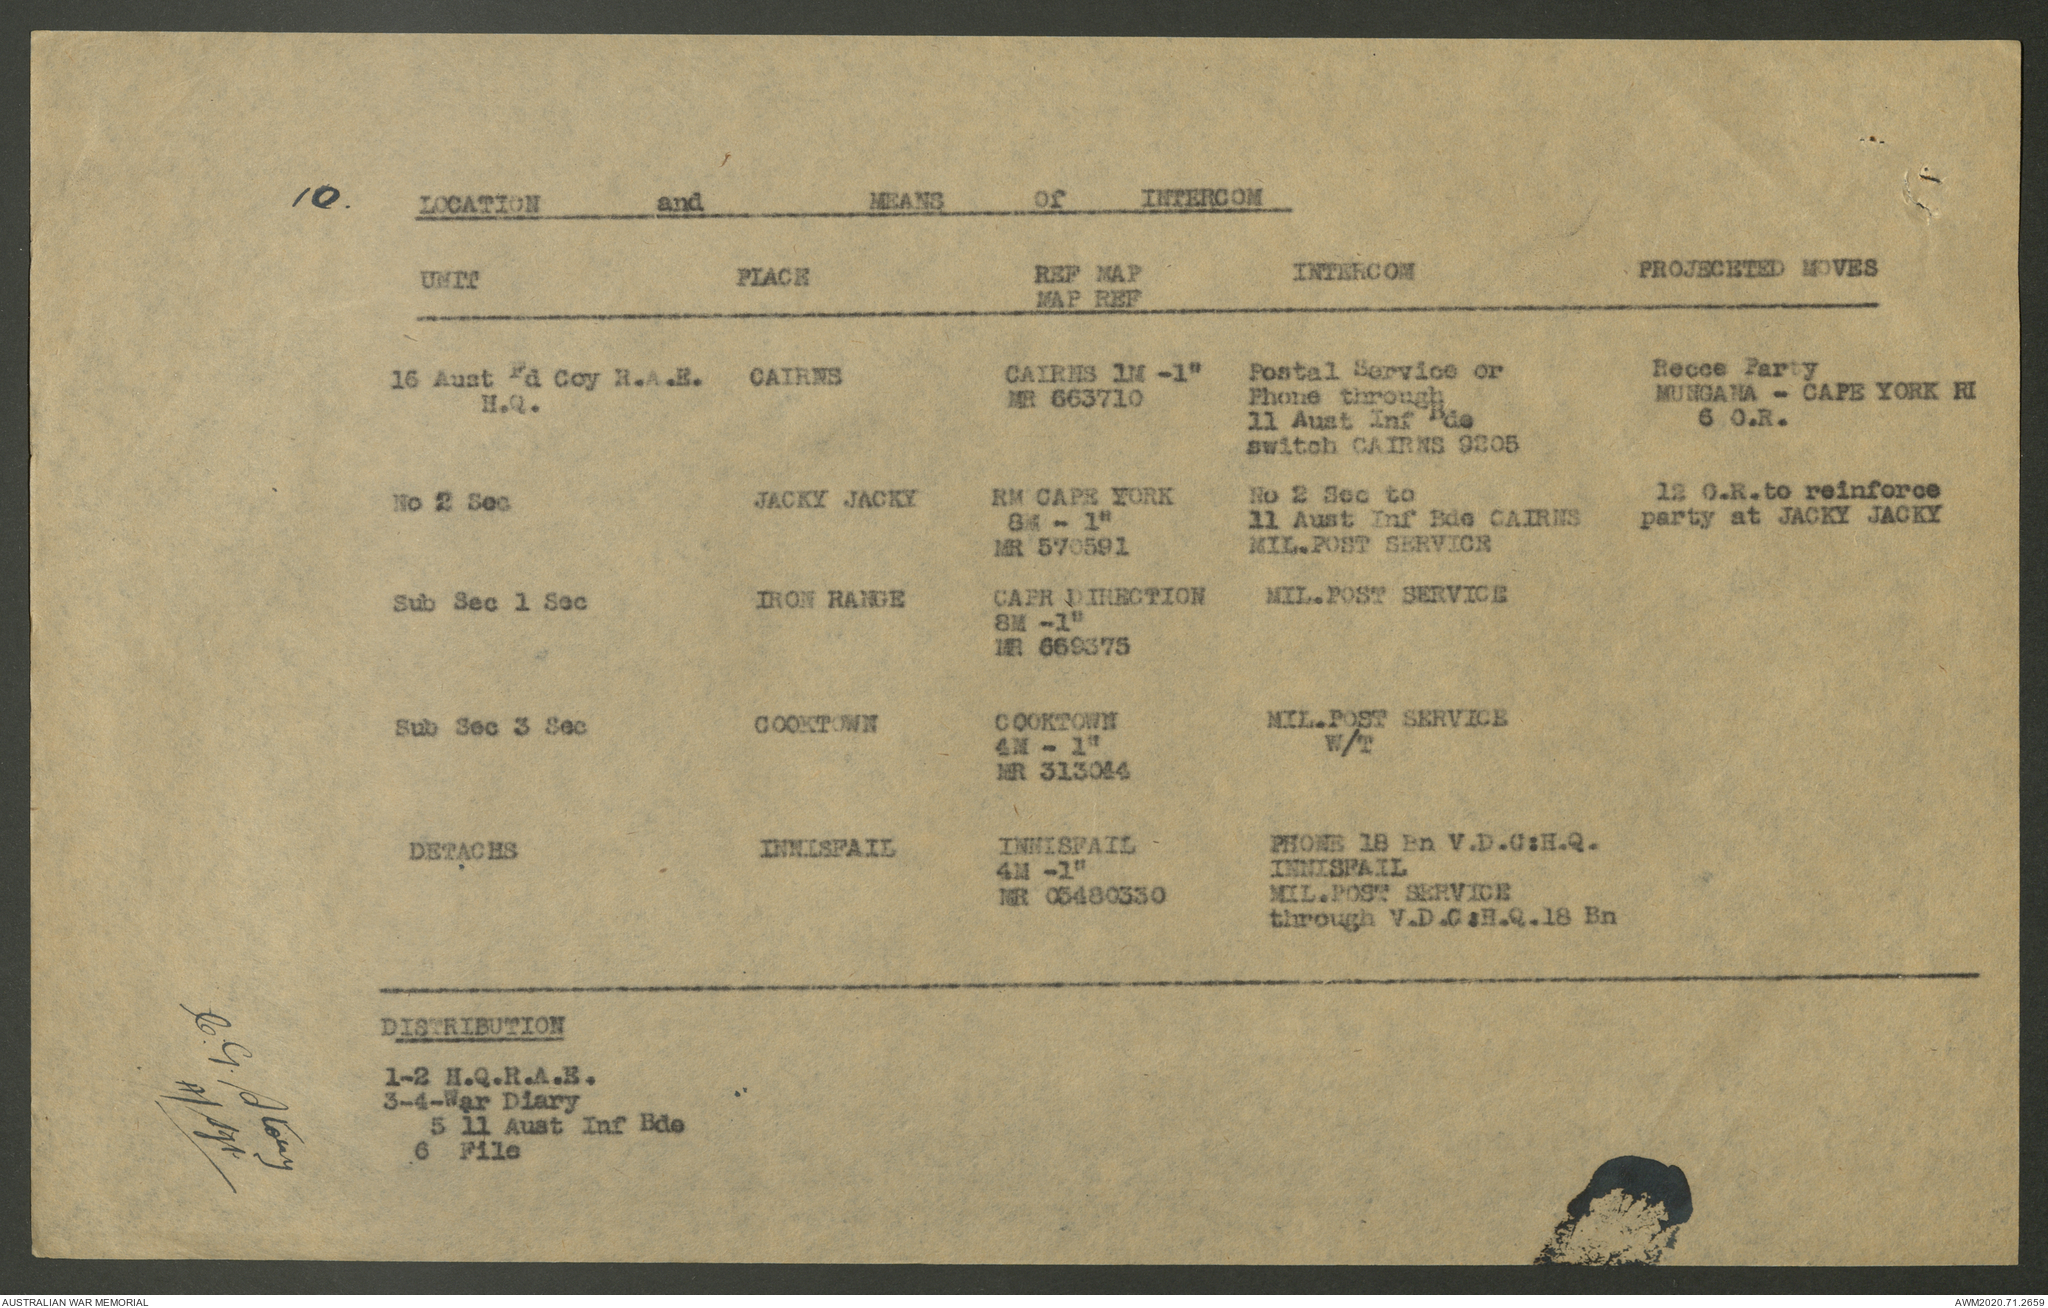 10.
LOCATION and MEANS of INTERCOM
UNIT PLACE REF MAP INTERCOM PROJECETED MOVES
MAP REF
16 Aust Fd Coy R.A.E. CAIRNS CAIRNS 1M -1" Postal Service or Recce Party
H.Q. MR 663710 Phone through MUNGANA - CAPE YORK RI
11 Aust Inf Bde 6 O.R.
switch CAIRNS 9205
No 2 Sec JACKY JACKY RM CAPE YORK No 2 Sec to 12 O.R.to reinforce
8M - 1" 11 Aust Inf Bde CAIRNS party at JACKY JACKY
MR 570591 MIL.POST SERVICE
Sub Sec 1 Sec IRON RANGE CAPR DIRECTION MIL.POST SERVICE
8M -1"
MR 669375
Sub Sec 3 Sec COOKTOWN COOKTOWN MIL.POST SERVICE
4M - 1" W/T
MR 313044
DETACHS INNISFAIL INNISFAIL PHONE 18 Bn V.D.C:H.Q.
4M -1" INNISFAIL
MR 03480330 MIL.POST SERVICE
through V.D.C:H.Q.18 Bn
DISTRIBUTION
1-2 H.Q.R.A.E.
3-4-War Diary
5 11 Aust Inf Bde
6 File
AUSTRALIAN WAR MEMORIAL
AWM2020.71.2659